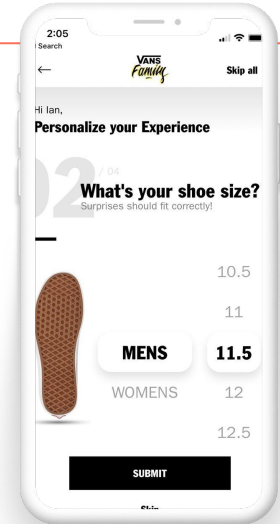 2:05
Search
VANS
Family
Skip all
Hi Ian,
Personalize your Experience
02 / 04
What's your shoe size?
Surprises should fit correctly!
10.5
11
MENS 11.5
WOMENS 12
12.5
SUBMIT
Skip